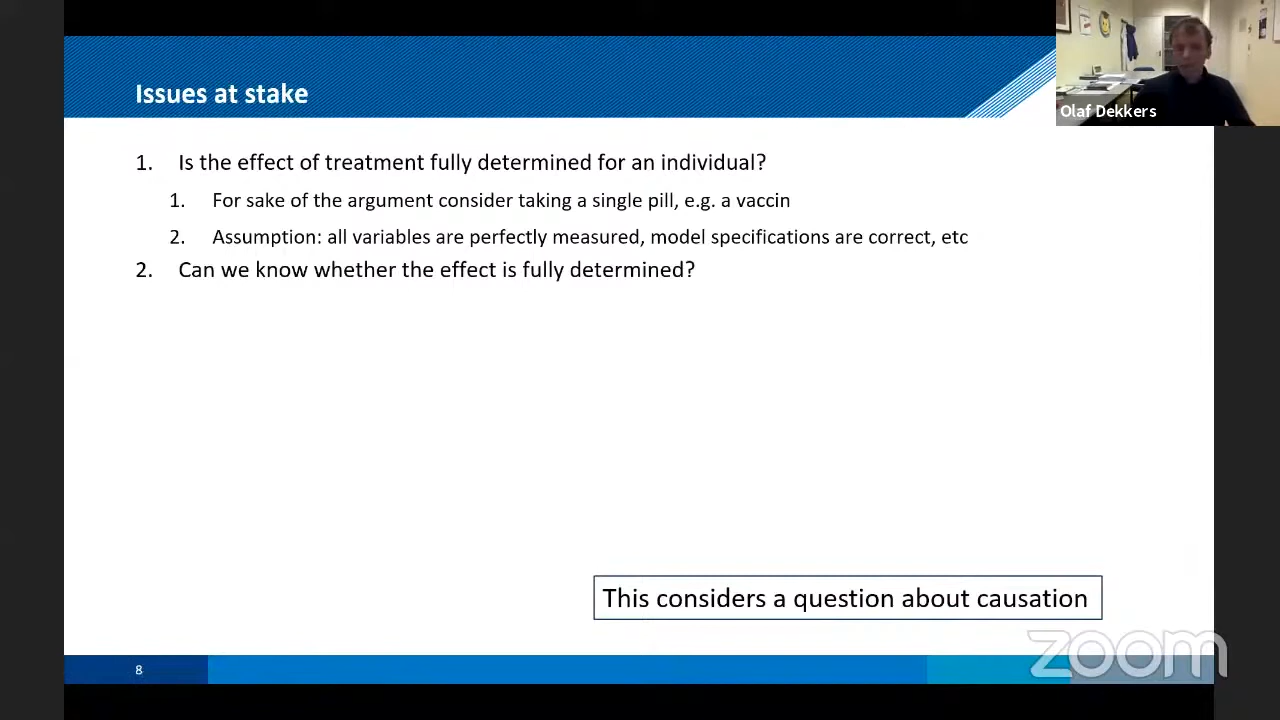 Issues at stake
Olaf Dekkers
1. Is the effect of treatment fully determined for an individual?
1. For sake of the argument consider taking a single pill, e.g. a vaccin
2. Assumption: all variables are perfectly measured, model specifications are correct, etc
2. Can we know whether the effect is fully determined?
This considers a question about causation
zoom
8